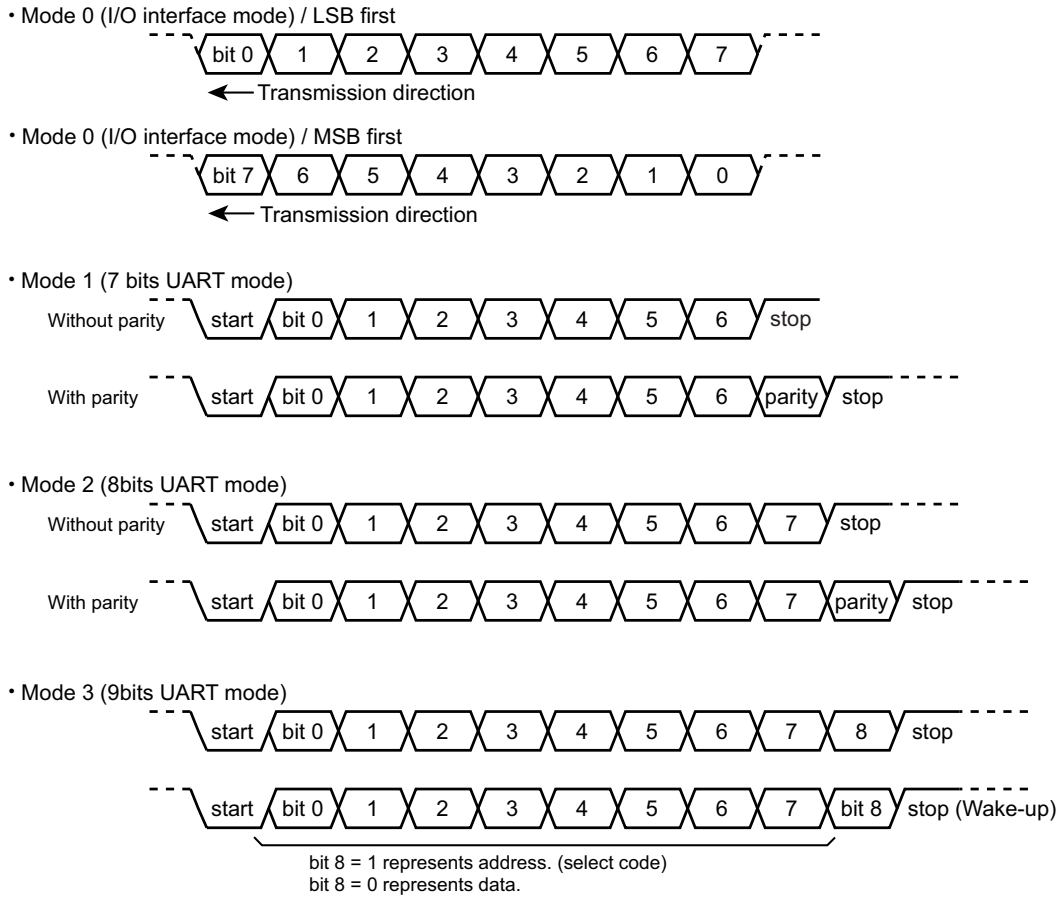 ・Mode 0 (I/O interface mode) / LSB first
bit 0 1 2 3 4 5 6 7
Transmission direction
・Mode 0 (I/O interface mode) / MSB first
bit 7 6 5 4 3 2 1 0
Transmission direction
・Mode 1 (7 bits UART mode)
Without parity start bit 0 1 2 3 4 5 6 stop
With parity start bit 0 1 2 3 4 5 6 parity stop
・Mode 2 (8bits UART mode)
Without parity start bit 0 1 2 3 4 5 6 7 stop
With parity start bit 0 1 2 3 4 5 6 7 parity stop
・Mode 3 (9bits UART mode)
start bit 0 1 2 3 4 5 6 7 8 stop
start bit 0 1 2 3 4 5 6 7 bit 8 stop (Wake-up)
bit 8 = 1 represents address. (select code)
bit 8 = 0 represents data.